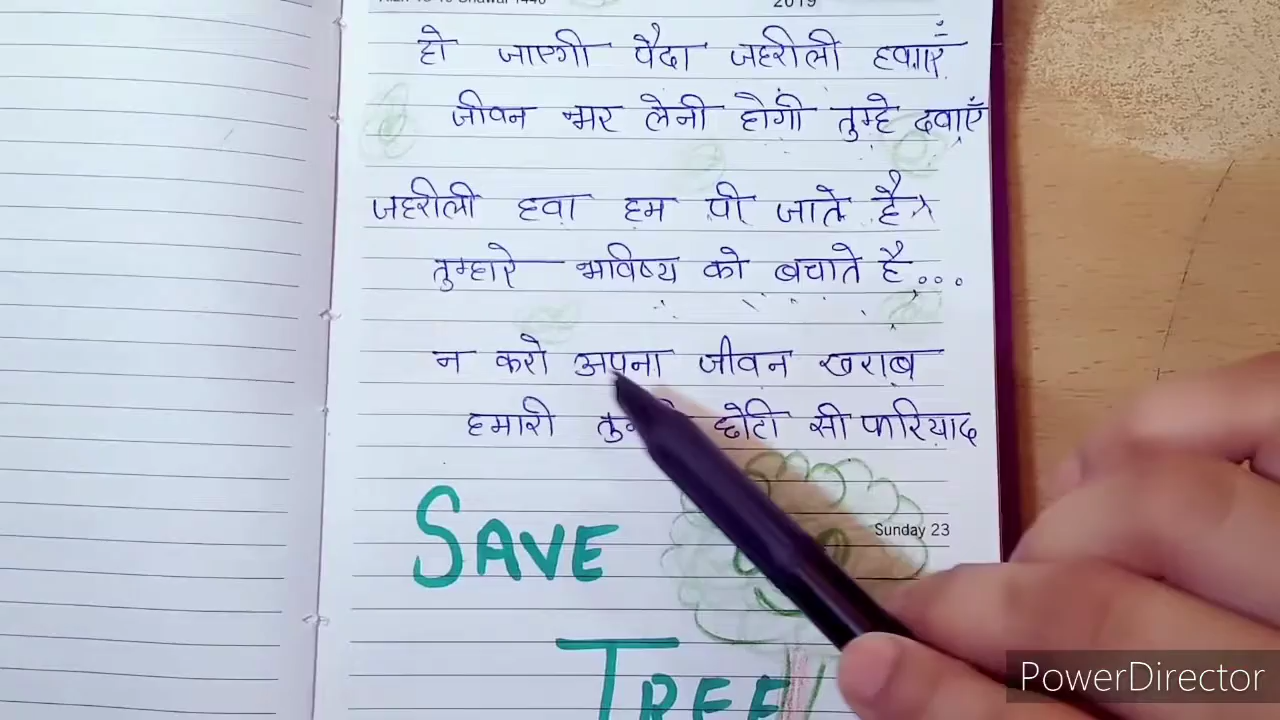 2019
हो जाएगी पैदा जहरीली हवाएँ
जीवन भर लेनी होगी तुम्हे दवाएँ
जहरीली हवा हम पी जाते है
तुम्हारे भविष्य को बचाते है...
न करो अपना जीवन खराब
हमारी छोटी सी फरियाद
Sunday 23
SAVE
TREE
PowerDirector